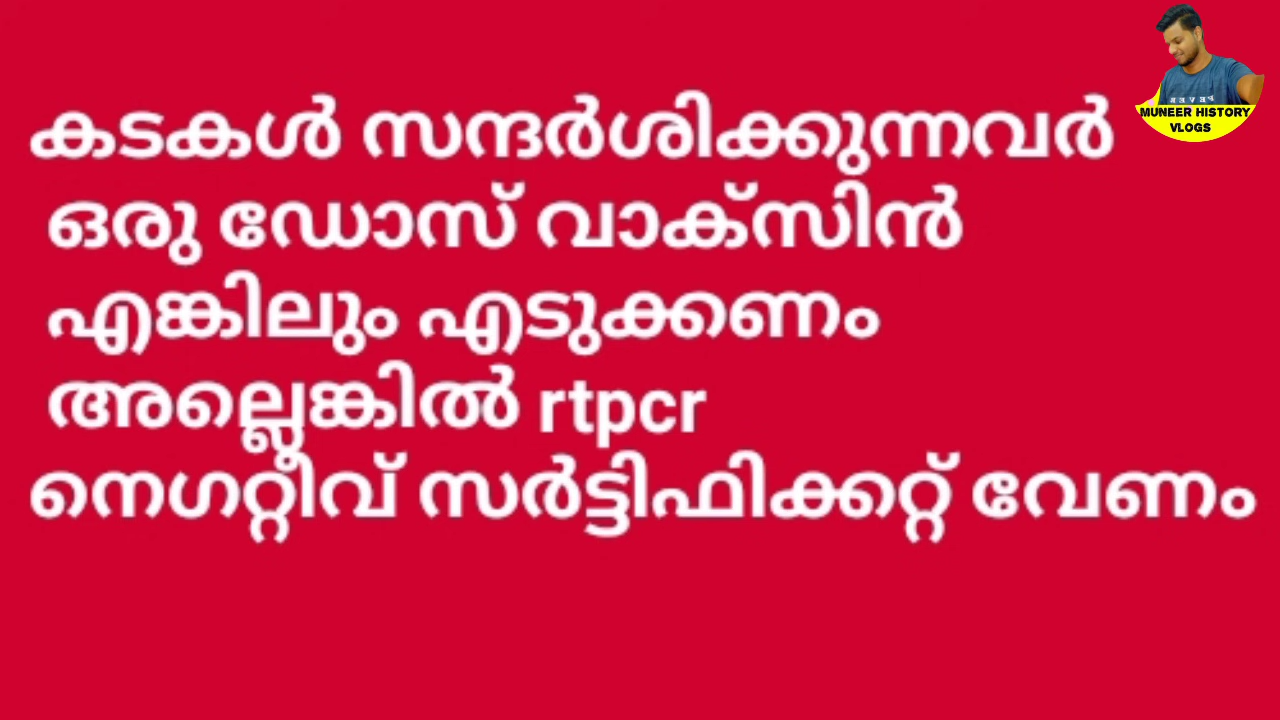 കടകൾ സന്ദർശിക്കുന്നവർ
ഒരു ഡോസ് വാക്സിൻ
എങ്കിലും എടുക്കണം
അല്ലെങ്കിൽ rtpcr
നെഗറ്റീവ് സർട്ടിഫിക്കറ്റ് വേണം
MUNEER HISTORY
VLOGS